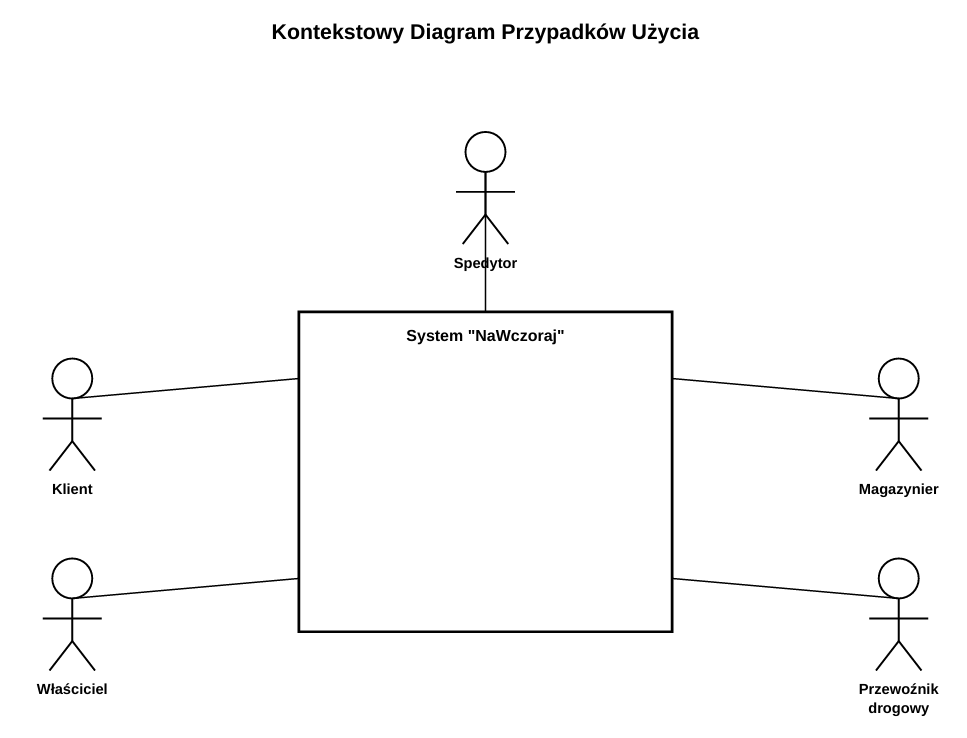 Kontekstowy Diagram Przypadków Użycia
Spedytor
System "NaWczoraj"
Klient
Magazynier
Właściciel
Przewoźnik
drogowy